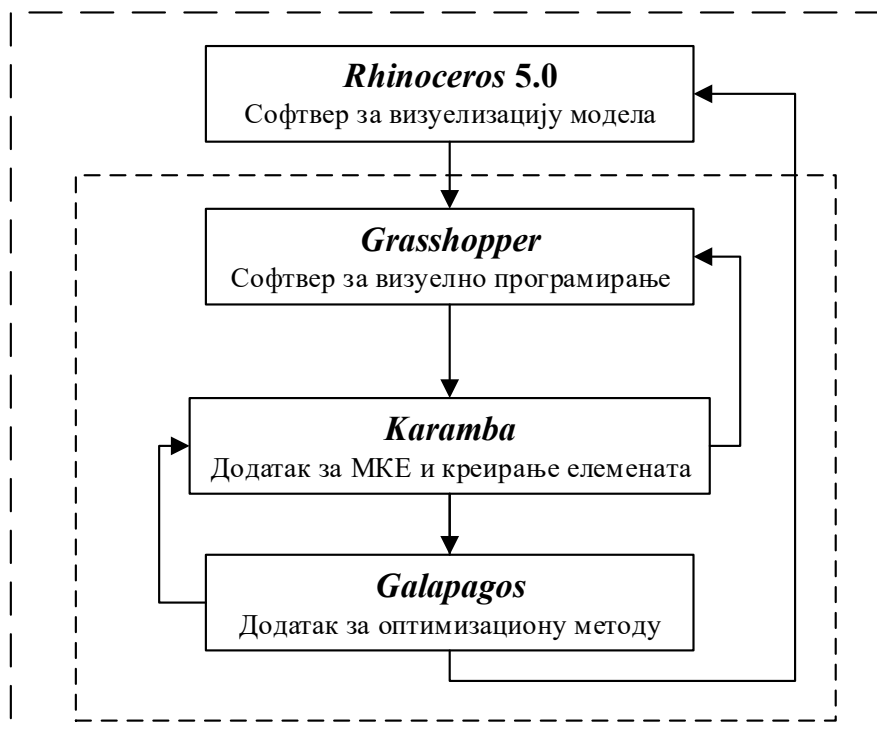 Rhinoceros 5.0
Софтвер за визуелизацију модела
Grasshopper
Софтвер за визуелно програмирање
Karamba
Додатак за МКЕ и креирање елемената
Galapagos
Додатак за оптимизациону методу